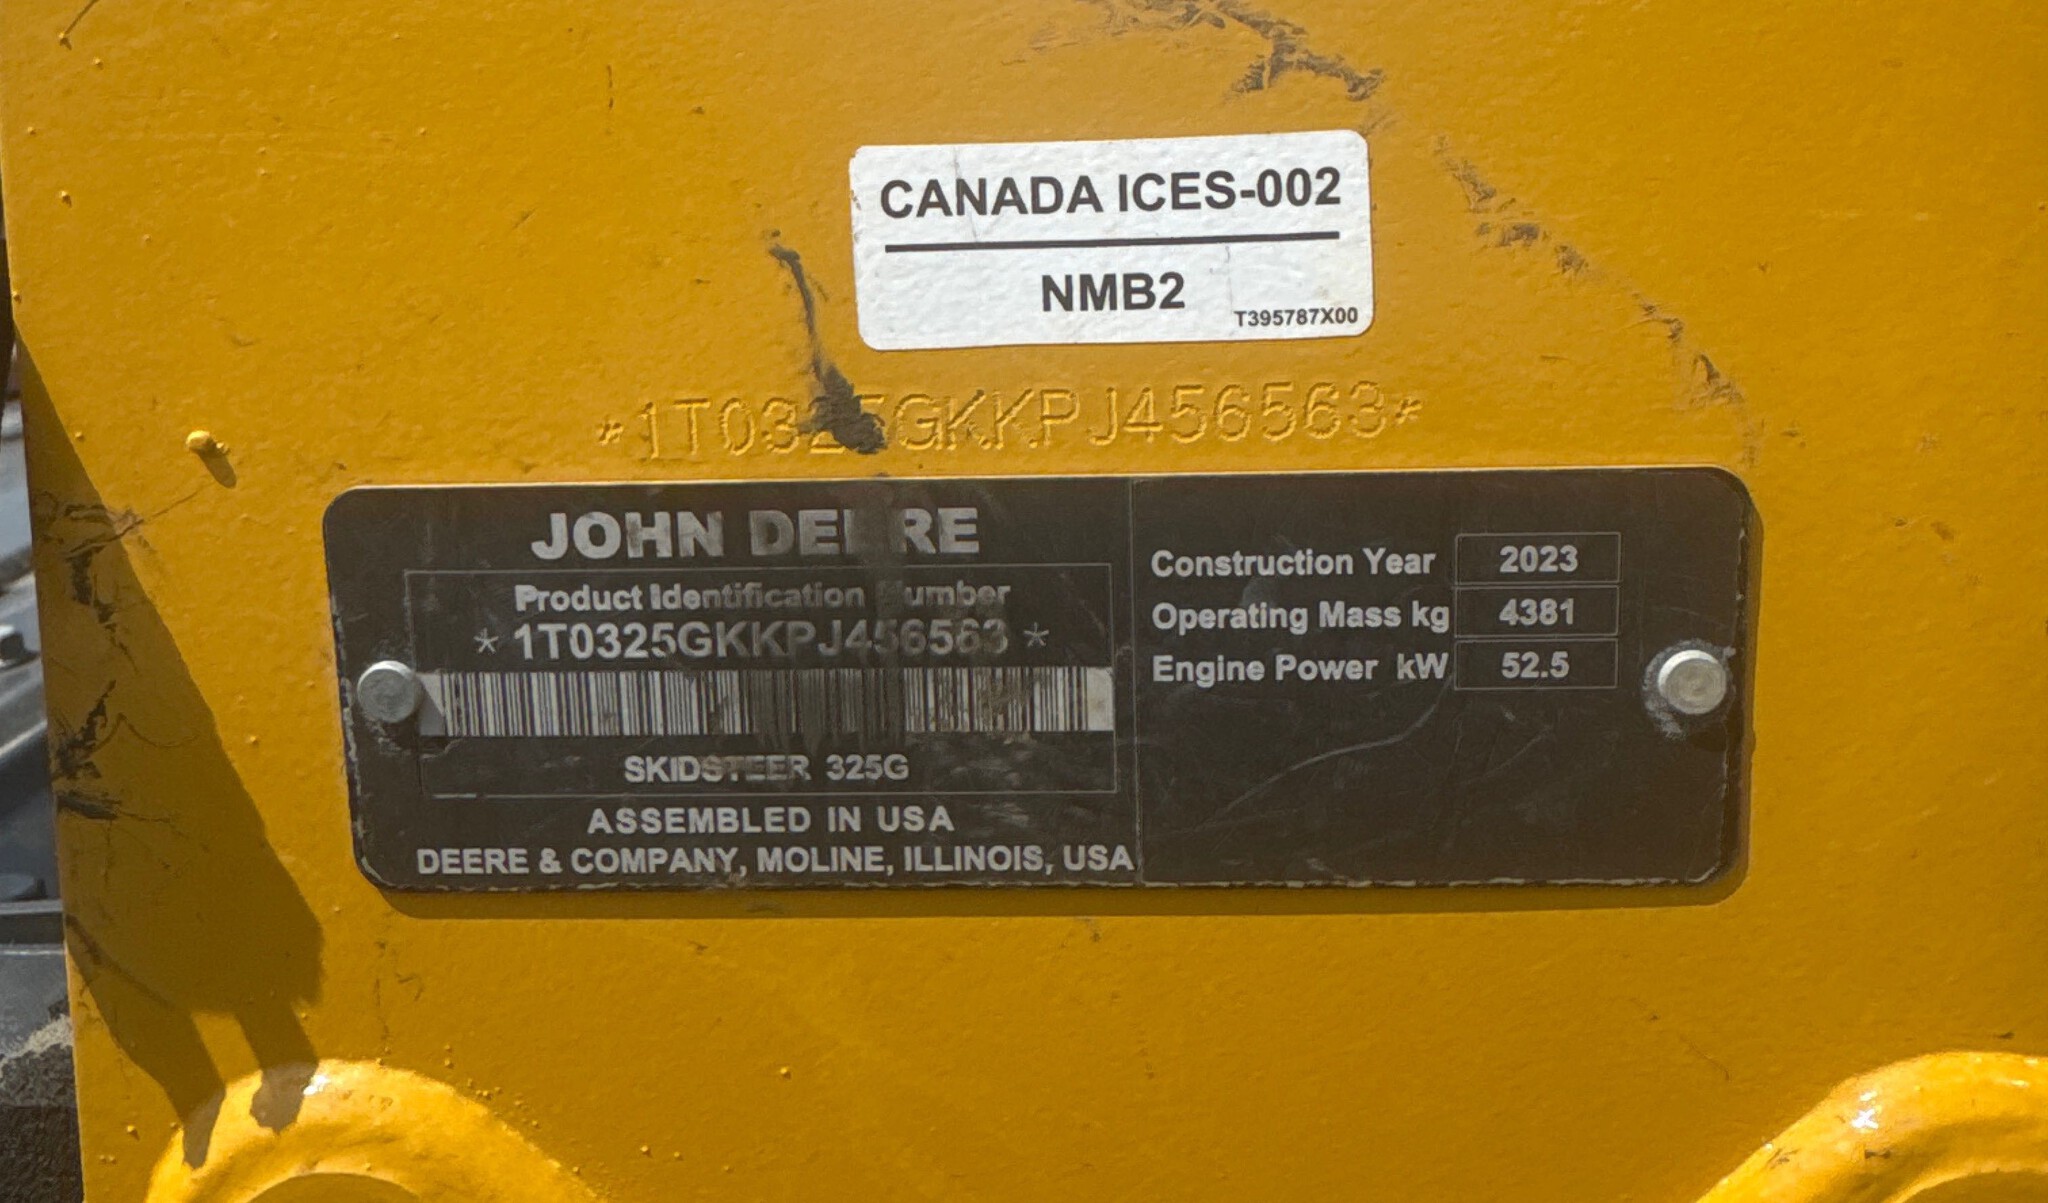 CANADA ICES-002
NMB2
T395787X00
*1T0325GKKPJ456563*
JOHN DEERE
Product Identification Number
* 1T0325GKKPJ456563 *
SKIDSTEER 325G
ASSEMBLED IN USA
DEERE & COMPANY, MOLINE, ILLINOIS, USA
Construction Year 2023
Operating Mass kg 4381
Engine Power kW 52.5